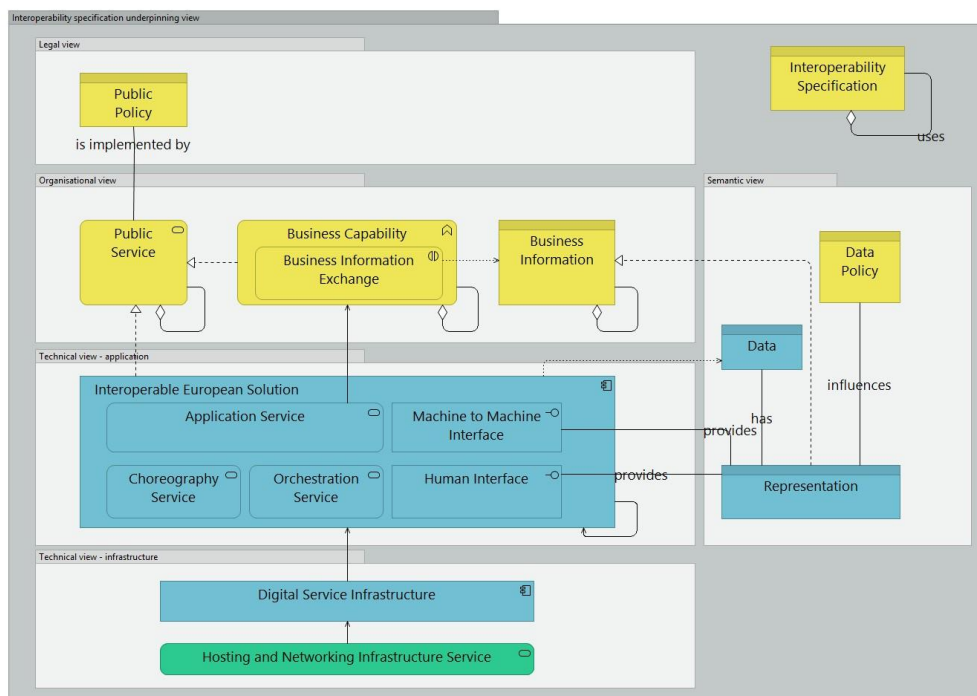 Interoperability specification underpinning view
Legal view
Public
Policy
is implemented by
Interoperability
Specification
uses
Organisational view
Public
Service
Business Capability
Business Information
Exchange
Business
Information
Semantic view
Data
Policy
Data
influences
has
provides
provides
Representation
Technical view - application
Interoperable European Solution
Application Service
Machine to Machine
Interface
Choreography
Service
Orchestration
Service
Human Interface
Technical view - infrastructure
Digital Service Infrastructure
Hosting and Networking Infrastructure Service